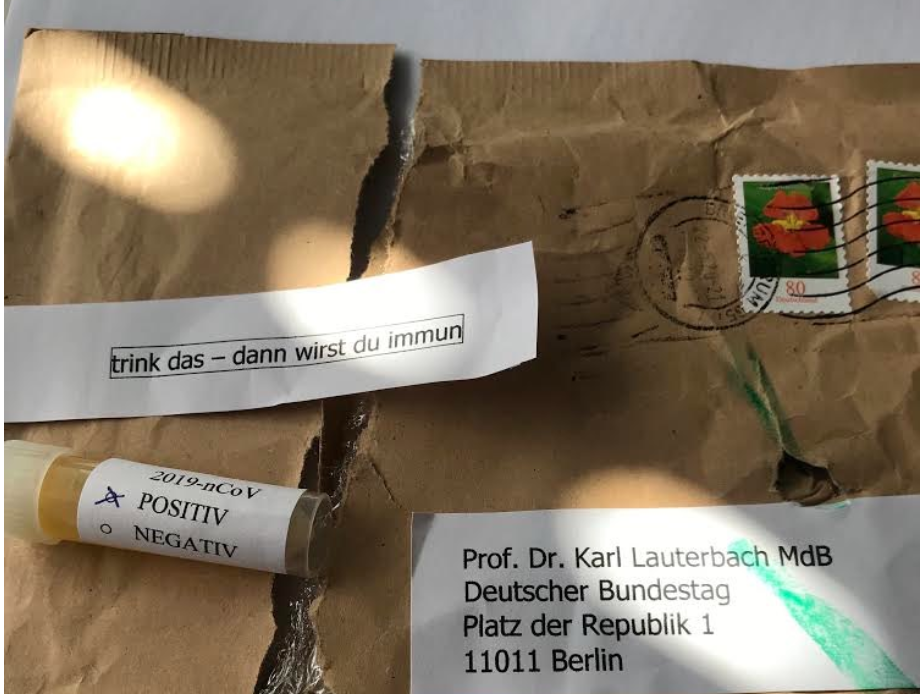 80
Deutschland
trink das – dann wirst du immun
2019-nCoV
POSITIV
NEGATIV
Prof. Dr. Karl Lauterbach MdB
Deutscher Bundestag
Platz der Republik 1
11011 Berlin